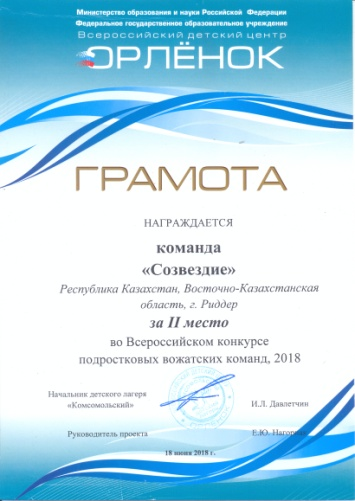 Министерство образования и науки Российской Федерации
Федеральное государственное образовательное учреждение
Всероссийский детский центр
ОРЛЁНОК
ГРАМОТА
НАГРАЖДАЕТСЯ
команда
«Созвездие»
Республика Казахстан, Восточно-Казахстанская
область, г. Риддер
за II место
во Всероссийском конкурсе
подростковых вожатских команд, 2018
Начальник детского лагеря
«Комсомольский»
И.Л. Давлетчин
Руководитель проекта
Е.Ю.
18 июня 2018 г.